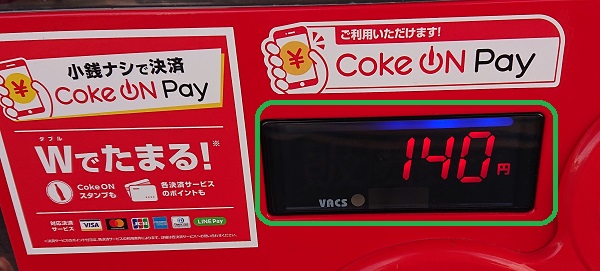 小銭ナシで決済
Coke ON Pay
ダブル
Wでたまる!※
Coke ON
スタンプも
各決済サービス
のポイントも
対応決済
サービス
VISA
mastercard
JCB
LINE Pay
ご利用いただけます!
Coke ON Pay
140円
VACS